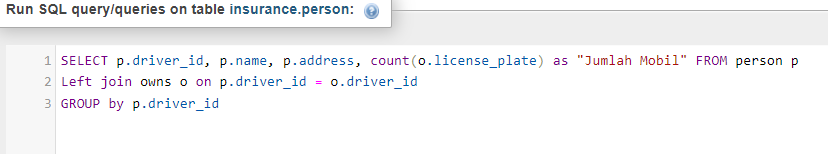 Run SQL query/queries on table insurance.person:
1 SELECT p.driver_id, p.name, p.address, count(o.license_plate) as "Jumlah Mobil" FROM person p
2 Left join owns o on p.driver_id = o.driver_id
3 GROUP by p.driver_id